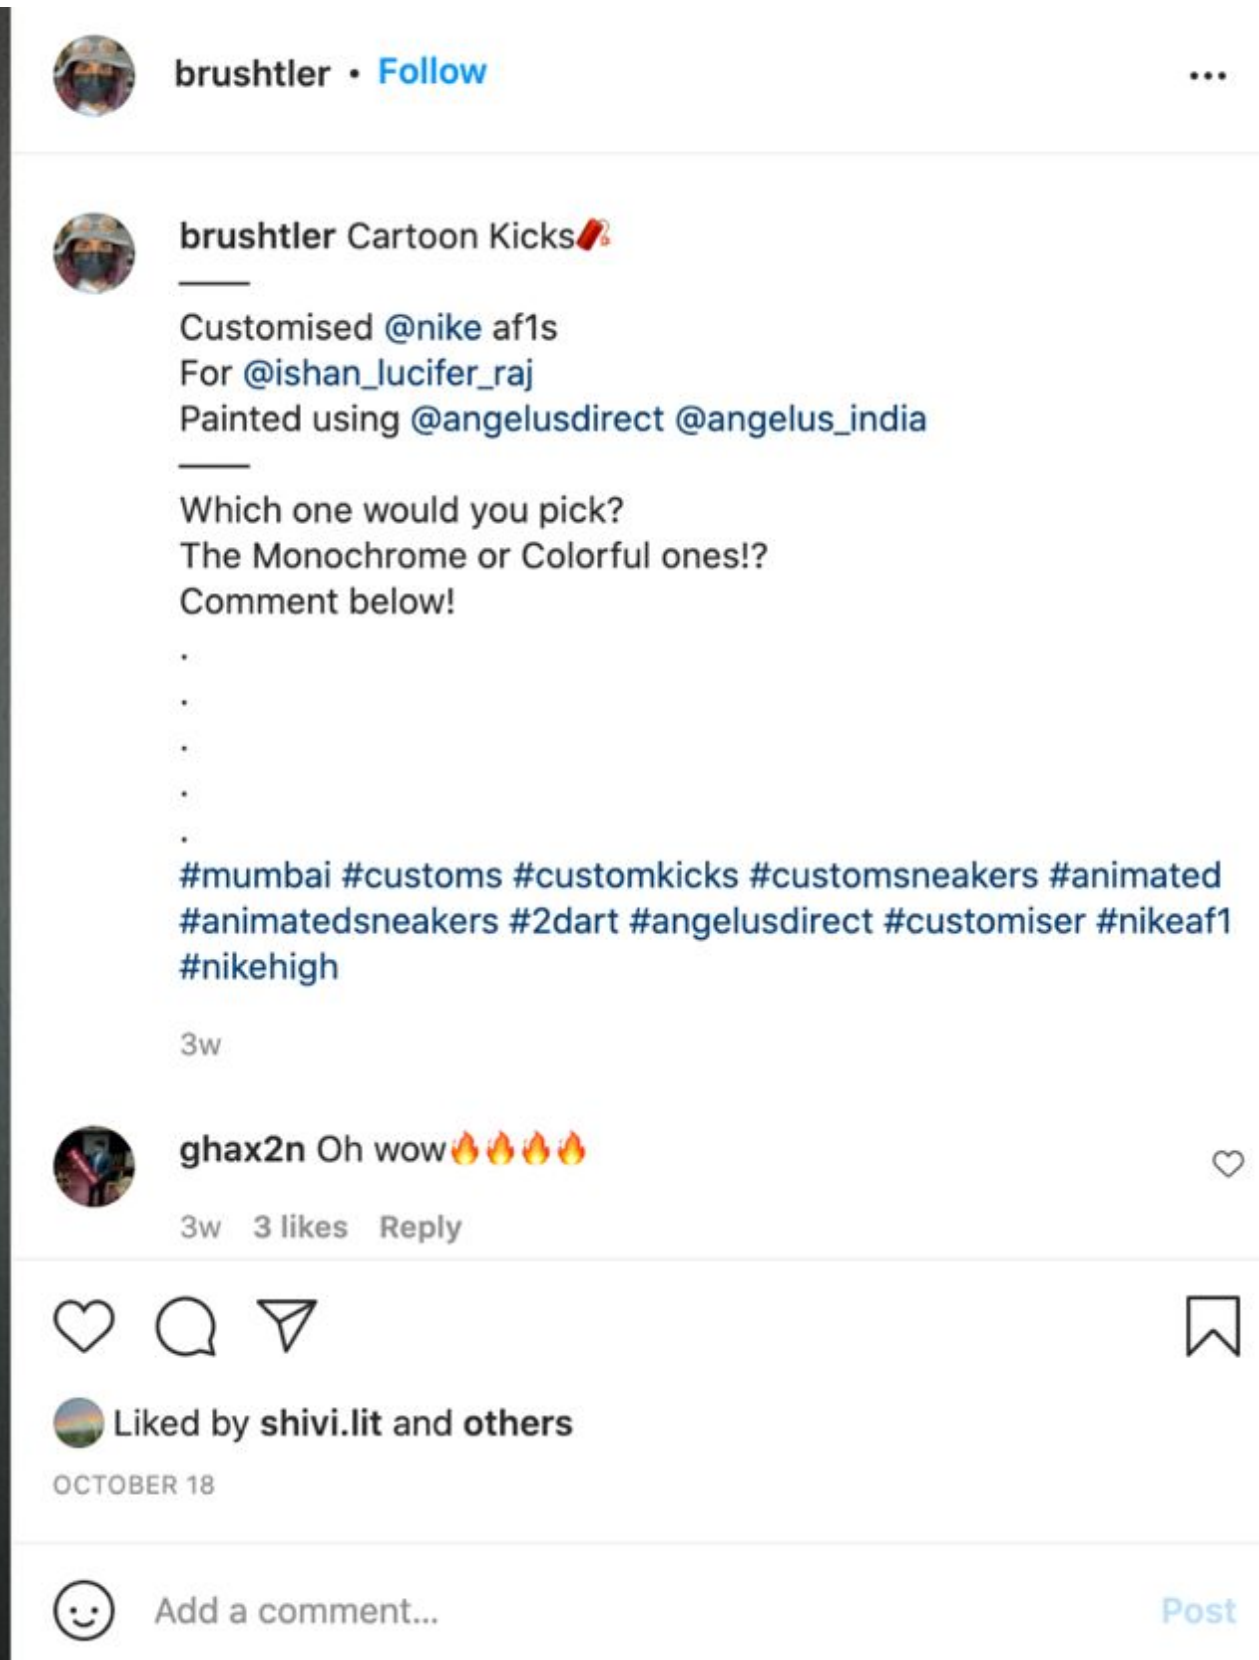 brushtler • Follow
brushtler Cartoon Kicks🧨
——
Customised @nike af1s
For @ishan_lucifer_raj
Painted using @angelusdirect @angelus_india
——
Which one would you pick?
The Monochrome or Colorful ones!?
Comment below!
.
.
.
.
.
#mumbai #customs #customkicks #customsneakers #animated
#animatedsneakers #2dart #angelusdirect #customiser #nikeaf1
#nikehigh
3w
ghax2n Oh wow🔥🔥🔥🔥
3w 3 likes Reply
Liked by shivi.lit and others
OCTOBER 18
Add a comment... Post